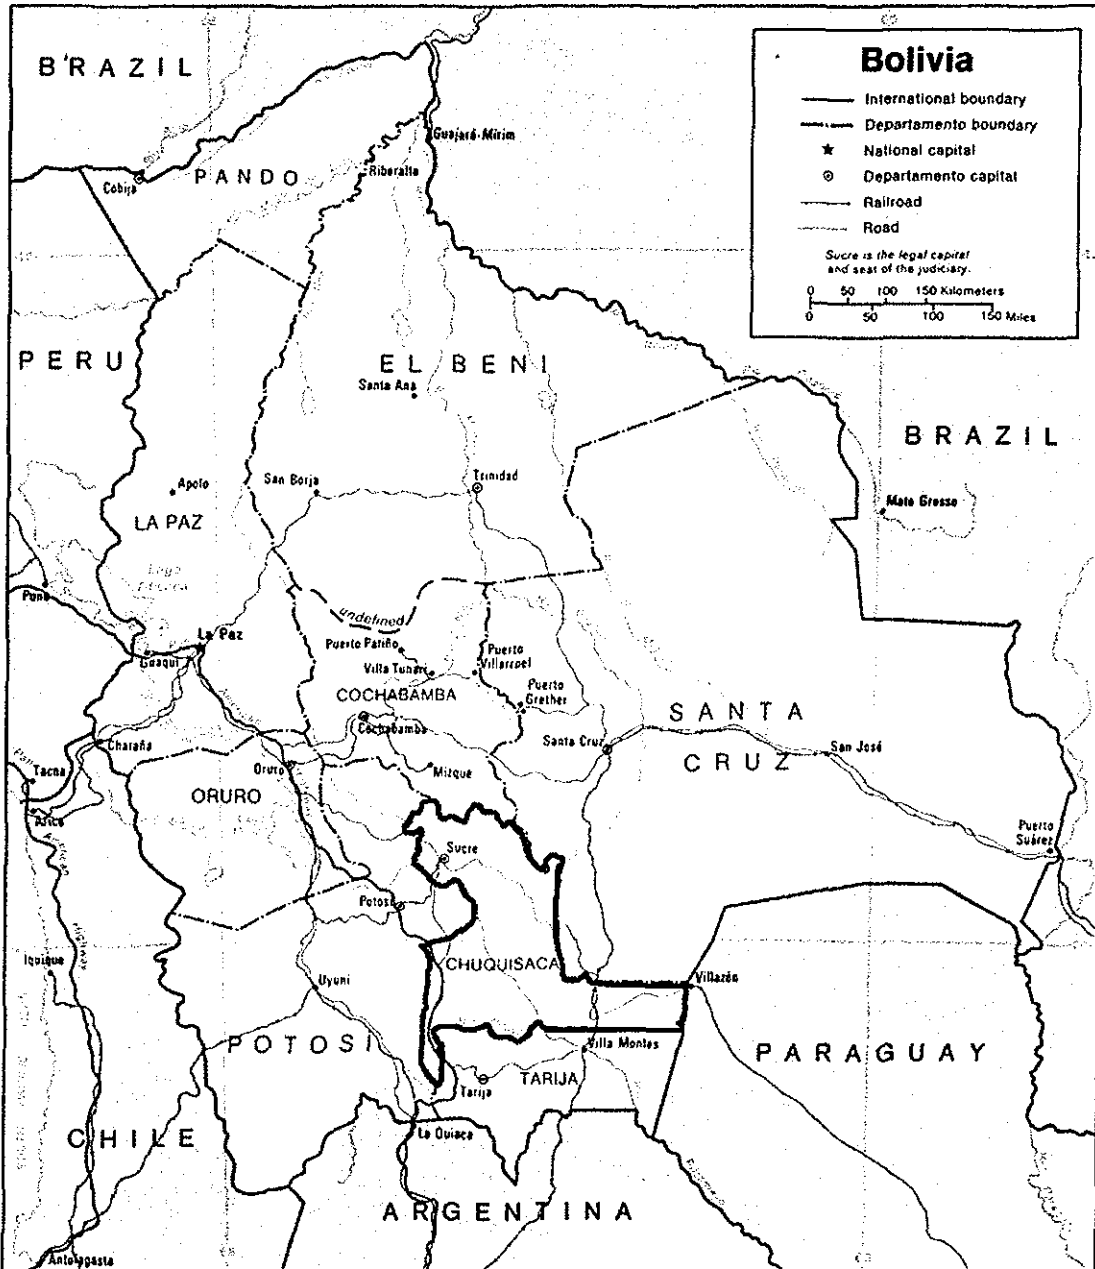 BRAZIL
Bolivia
International boundary
Departamento boundary
National capital
Departamento capital
Railroad
Road
Sucre is the legal capital
and seat of the judiciary.
0 50 100 150 Kilometers
0 50 100 150 Miles
Guajará-Mirim
Cobija
PANDO
Riberalta
PERU
EL BENI
Santa Ana
BRAZIL
Apolo
San Borja
Trinidad
Mato Grosso
LA PAZ
Lago
Puno
undefined
La Paz
Guaqui
Puerto Patiño
Puerto
Villarroel
Villa Tunari
Puerto
Grether
COCHABAMBA
Cochabamba
SANTA
CRUZ
Santa Cruz
San José
Charaña
Tacna
Oruro
Mizque
ORURO
Arica
Puerto
Suárez
Sucre
Potosí
Highway
Iquique
CHUQUISACA
Villazón
Uyuni
POTOSI
Villa Montes
PARAGUAY
TARIJA
Tarija
CHILE
La Quiaca
ARGENTINA
Antofagasta